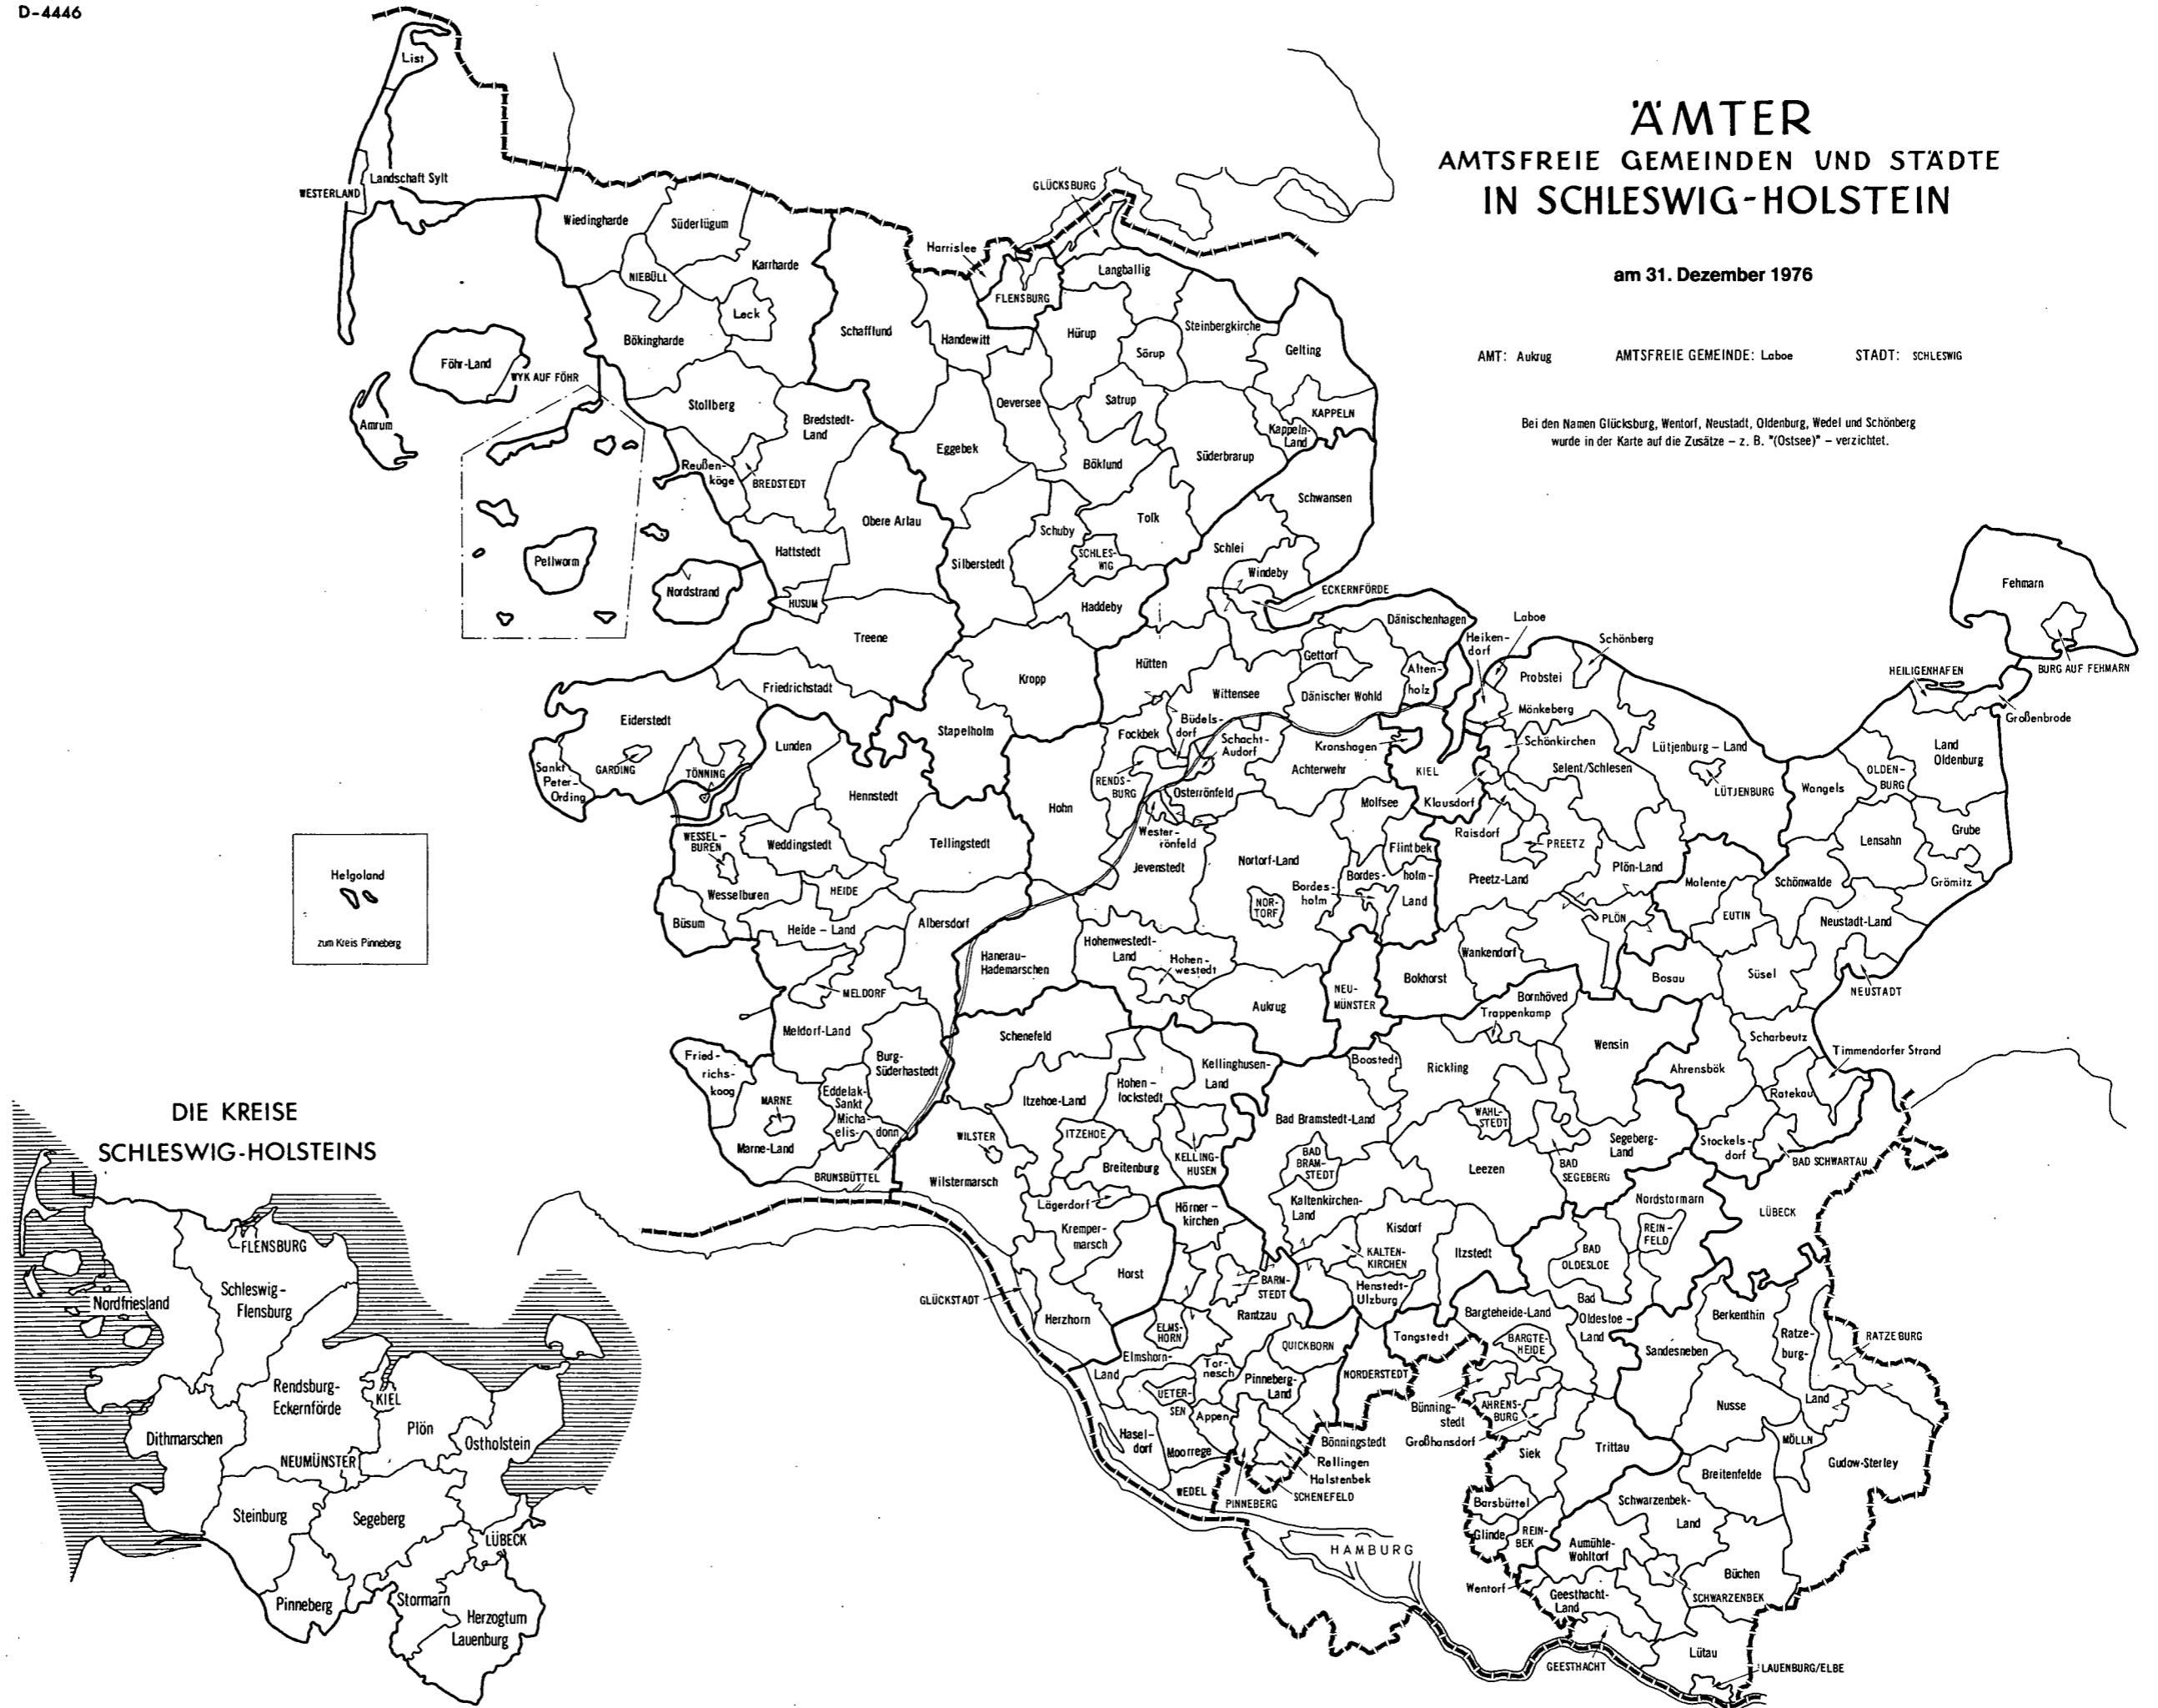 D-4446
ÄMTER
AMTSFREIE GEMEINDEN UND STÄDTE
IN SCHLESWIG-HOLSTEIN
am 31. Dezember 1976
AMT: Aukrug
AMTSFREIE GEMEINDE: Laboe
STADT: SCHLESWIG
Bei den Namen Glücksburg, Wentorf, Neustadt, Oldenburg, Wedel und Schönberg
wurde in der Karte auf die Zusätze – z. B. "(Ostsee)" – verzichtet.
List
Landschaft Sylt
WESTERLAND
Wiedingharde
Süderlügum
NIEBÜLL
Karrharde
Leck
Bökingharde
Föhr-Land
WYK AUF FÖHR
Amrum
Stollberg
Bredstedt-
Land
Reußen-
köge
BREDSTEDT
Obere Arlau
Hattstedt
Pellworm
Nordstrand
HUSUM
Treene
Friedrichstadt
Eiderstedt
GARDING
TÖNNING
Sankt
Peter-
Ording
GLÜCKSBURG
Harrislee
FLENSBURG
Langballig
Schafflund
Handewitt
Hürup
Steinbergkirche
Sörup
Gelting
Oeversee
Satrup
KAPPELN
Kappeln-
Land
Eggebek
Böklund
Süderbrarup
Tolk
Schuby
SCHLES-
WIG
Silberstedt
Haddeby
Kropp
Stapelholm
Schwansen
Schlei
Windeby
ECKERNFÖRDE
Dänischenhagen
Hütten
Gettorf
Alten-
holz
Wittensee
Dänischer Wohld
Büdels-
dorf
Fockbek
Schacht-
Audorf
RENDS-
BURG
Osterrönfeld
Achterwehr
Kronshagen
KIEL
Hohn
Wester-
rönfeld
Jevenstedt
Molfsee
Flintbek
Nortorf-Land
NOR-
TORF
Bordes-
holm
Bordes-
holm-
Land
Hohenwestedt-
Land
Hohen-
westedt
Hanerau-
Hademarschen
Aukrug
NEU-
MÜNSTER
Heiken-
dorf
Laboe
Schönberg
Probstei
Mönkeberg
Schönkirchen
Lütjenburg – Land
LÜTJENBURG
Selent/Schlesen
Klausdorf
Raisdorf
PREETZ
Preetz-Land
Plön-Land
PLÖN
Wankendorf
Bokhorst
Fehmarn
BURG AUF FEHMARN
HEILIGENHAFEN
Großenbrode
Land
Oldenburg
OLDEN-
BURG
Wangels
Lensahn
Grube
Grömitz
Malente
Schönwalde
EUTIN
Neustadt-Land
Bosau
Süsel
NEUSTADT
Scharbeutz
Timmendorfer Strand
Ahrensbök
Ratekau
Stockels-
dorf
BAD SCHWARTAU
LÜBECK
Lunden
Hennstedt
WESSEL-
BUREN
Weddingstedt
Tellingstedt
Wesselburen
HEIDE
Büsum
Heide – Land
Albersdorf
MELDORF
Meldorf-Land
Burg-
Süderhastedt
Fried-
richs-
koog
MARNE
Marne-Land
Eddelak-
Sankt
Micha-
elis-
donn
BRUNSBÜTTEL
Helgoland
zum Kreis Pinneberg
Schenefeld
Kellinghusen-
Land
Hohen-
lockstedt
Itzehoe-Land
ITZEHOE
WILSTER
KELLING-
HUSEN
Breitenburg
Wilstermarsch
Lägerdorf
Kremper-
marsch
Horst
GLÜCKSTADT
Herzhorn
Bornhöved
Trappenkamp
Boostedt
Rickling
Wensin
Bad Bramstedt-Land
WAHL-
STEDT
BAD
BRAM-
STEDT
Leezen
BAD
SEGEBERG
Segeberg-
Land
Kaltenkirchen-
Land
KALTEN-
KIRCHEN
Kisdorf
Itzstedt
Henstedt-
Ulzburg
NORDERSTEDT
Hörner-
kirchen
BARM-
STEDT
Rantzau
ELMS-
HORN
Elmshorn-
Land
QUICKBORN
Tor-
nesch
Pinneberg-
Land
UETER-
SEN
Appen
Hasel-
dorf
Moorrege
WEDEL
PINNEBERG
SCHENEFELD
Halstenbek
Rellingen
Bönningstedt
HAMBURG
Nordstormarn
REIN-
FELD
BAD
OLDESLOE
Bad
Oldesloe-
Land
Bargteheide-Land
BARGTE-
HEIDE
Tangstedt
Bünning-
stedt
AHRENS-
BURG
Großhansdorf
Siek
Trittau
Barsbüttel
Glinde
REIN-
BEK
Wentorf
Berkenthin
Sandesneben
Ratze-
burg-
Land
RATZEBURG
Nusse
MÖLLN
Gudow-Sterley
Breitenfelde
Schwarzenbek-
Land
Aumühle-
Wohltorf
Büchen
SCHWARZENBEK
Geesthacht-
Land
GEESTHACHT
Lütau
LAUENBURG/ELBE
DIE KREISE
SCHLESWIG-HOLSTEINS
FLENSBURG
Schleswig-
Flensburg
Nordfriesland
Rendsburg-
Eckernförde
KIEL
Plön
Ostholstein
Dithmarschen
NEUMÜNSTER
Steinburg
Segeberg
LÜBECK
Pinneberg
Stormarn
Herzogtum
Lauenburg